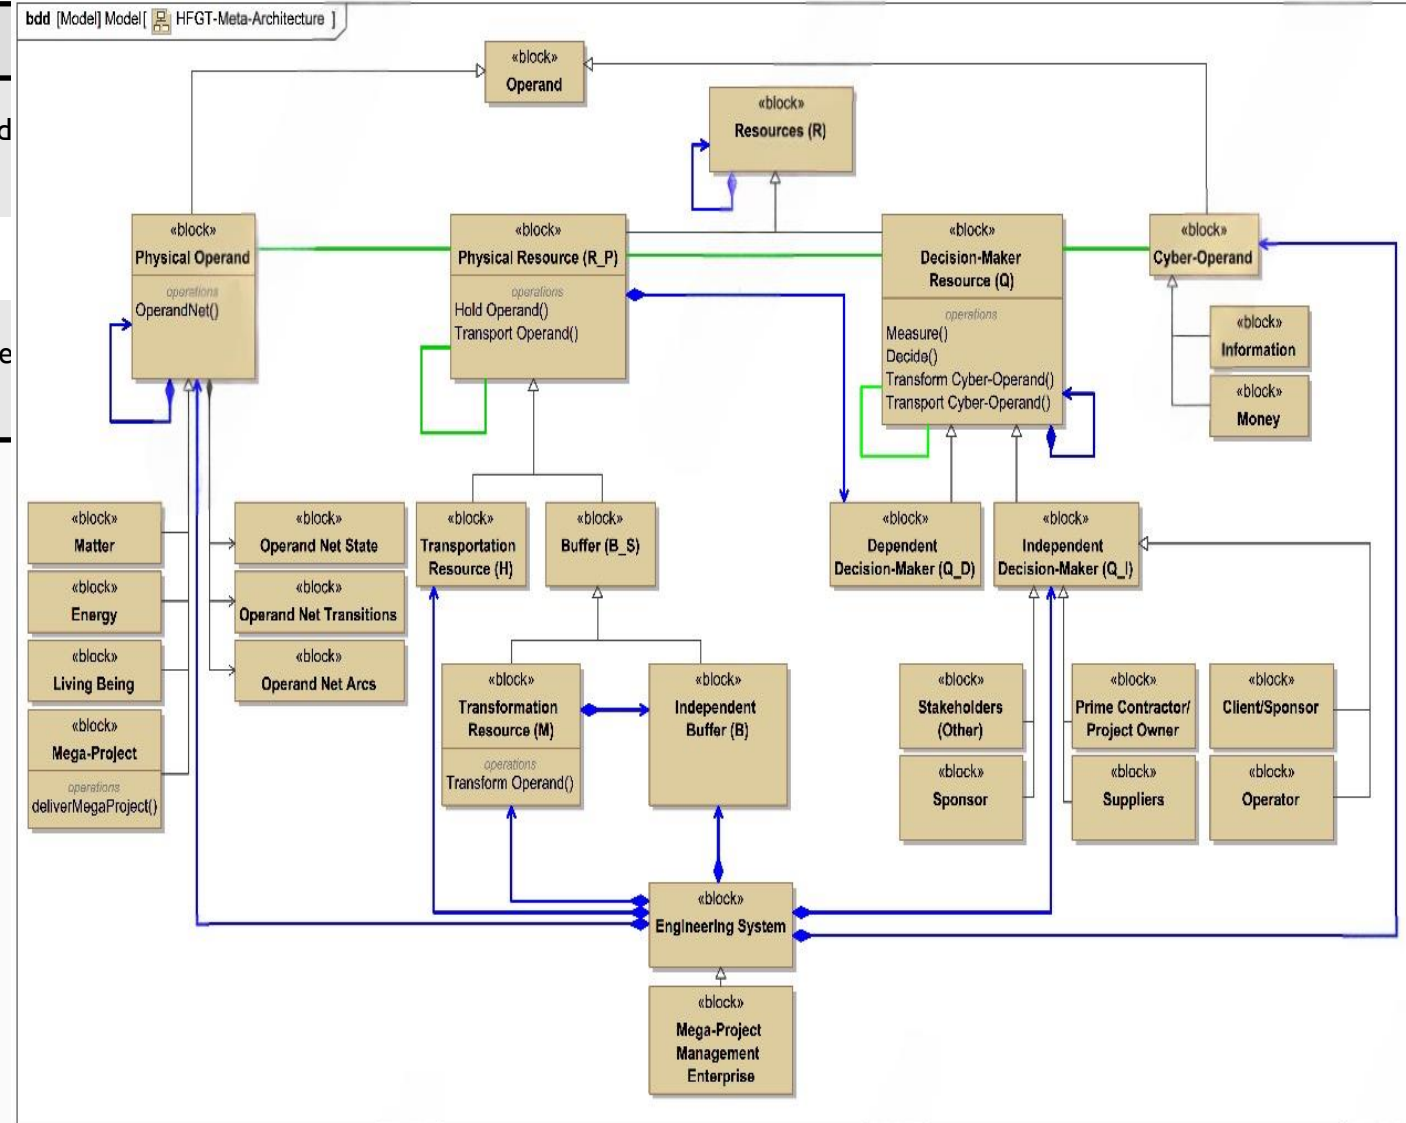 bdd [Model] Model[ HFGT-Meta-Architecture ]
«block»
Operand
«block»
Resources (R)
d
«block»
Physical Operand
operations
OperandNet()
«block»
Physical Resource (R_P)
operations
Hold Operand()
Transport Operand()
«block»
Decision-Maker
Resource (Q)
operations
Measure()
Decide()
Transform Cyber-Operand()
Transport Cyber-Operand()
«block»
Cyber-Operand
«block»
Information
e
«block»
Money
«block»
Matter
«block»
Energy
«block»
Living Being
«block»
Mega-Project
operations
deliverMegaProject()
«block»
Operand Net State
«block»
Operand Net Transitions
«block»
Operand Net Arcs
«block»
Transportation
Resource (H)
«block»
Buffer (B_S)
«block»
Dependent
Decision-Maker (Q_D)
«block»
Independent
Decision-Maker (Q_I)
«block»
Transformation
Resource (M)
operations
Transform Operand()
«block»
Independent
Buffer (B)
«block»
Stakeholders
(Other)
«block»
Prime Contractor/
Project Owner
«block»
Client/Sponsor
«block»
Sponsor
«block»
Suppliers
«block»
Operator
«block»
Engineering System
«block»
Mega-Project
Management
Enterprise